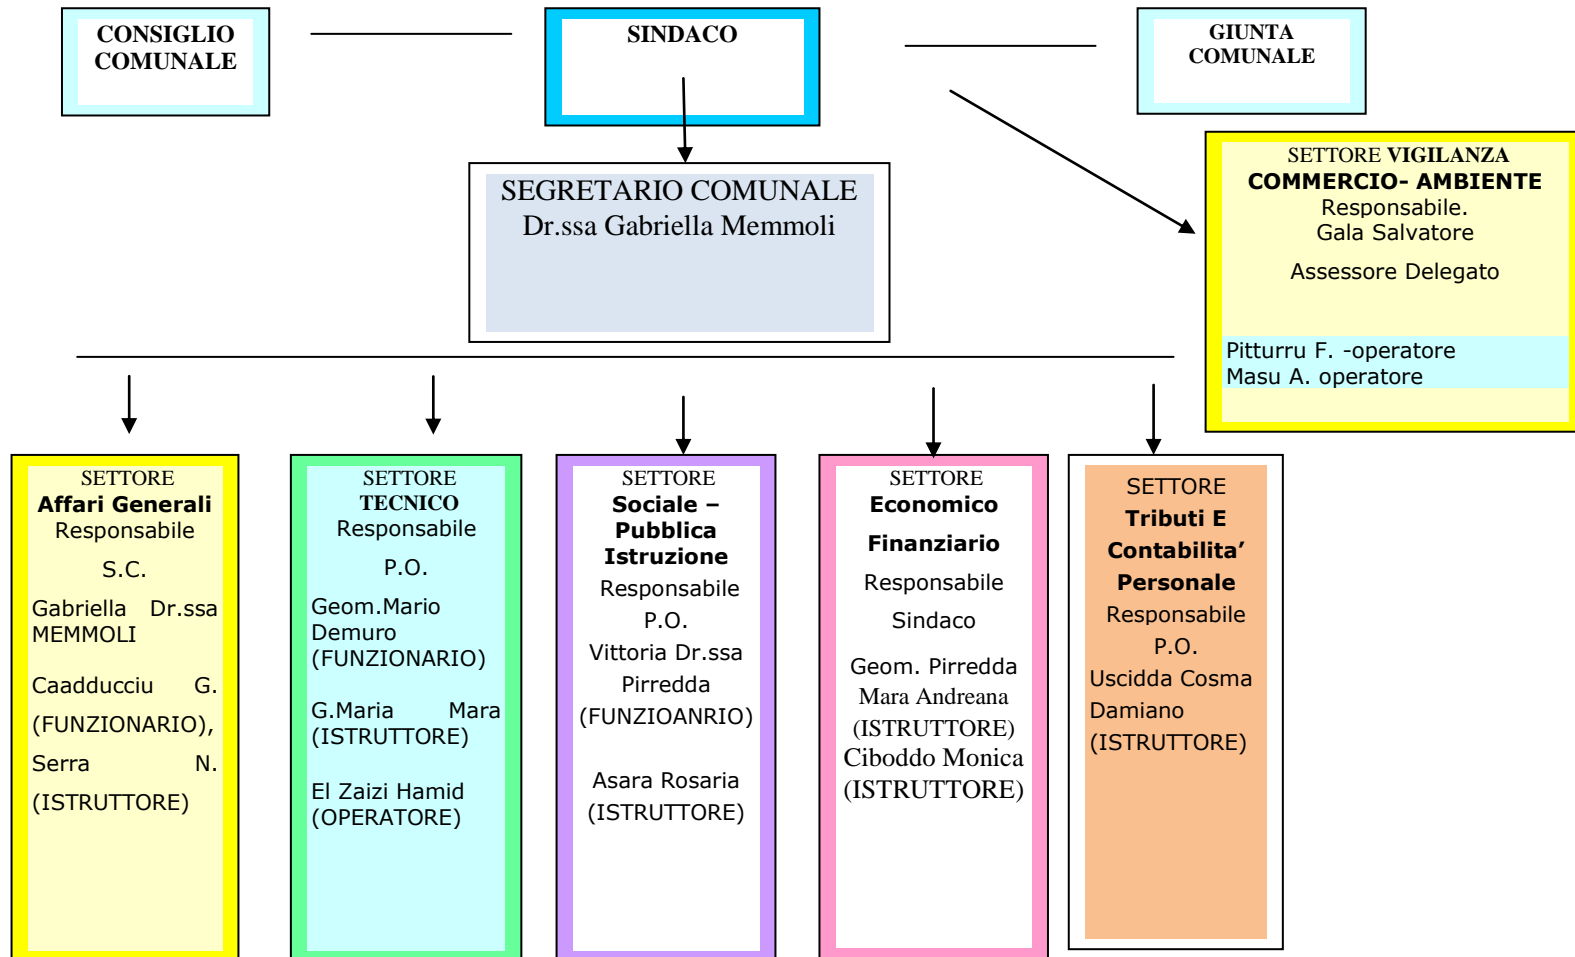 CONSIGLIO
COMUNALE
SINDACO
GIUNTA
COMUNALE
SEGRETARIO COMUNALE
Dr.ssa Gabriella Memmoli
SETTORE VIGILANZA
COMMERCIO- AMBIENTE
Responsabile.
Gala Salvatore
Assessore Delegato
Pitturru F. -operatore
Masu A. operatore
SETTORE
Affari Generali
Responsabile
S.C.
Gabriella Dr.ssa
MEMMOLI
Caadducciu G.
(FUNZIONARIO),
Serra N.
(ISTRUTTORE)
SETTORE
TECNICO
Responsabile
P.O.
Geom.Mario
Demuro
(FUNZIONARIO)
G.Maria Mara
(ISTRUTTORE)
El Zaizi Hamid
(OPERATORE)
SETTORE
Sociale –
Pubblica
Istruzione
Responsabile
P.O.
Vittoria Dr.ssa
Pirredda
(FUNZIOANRIO)
Asara Rosaria
(ISTRUTTORE)
SETTORE
Economico
Finanziario
Responsabile
Sindaco
Geom. Pirredda
Mara Andreana
(ISTRUTTORE)
Ciboddo Monica
(ISTRUTTORE)
SETTORE
Tributi E
Contabilita’
Personale
Responsabile
P.O.
Uscidda Cosma
Damiano
(ISTRUTTORE)